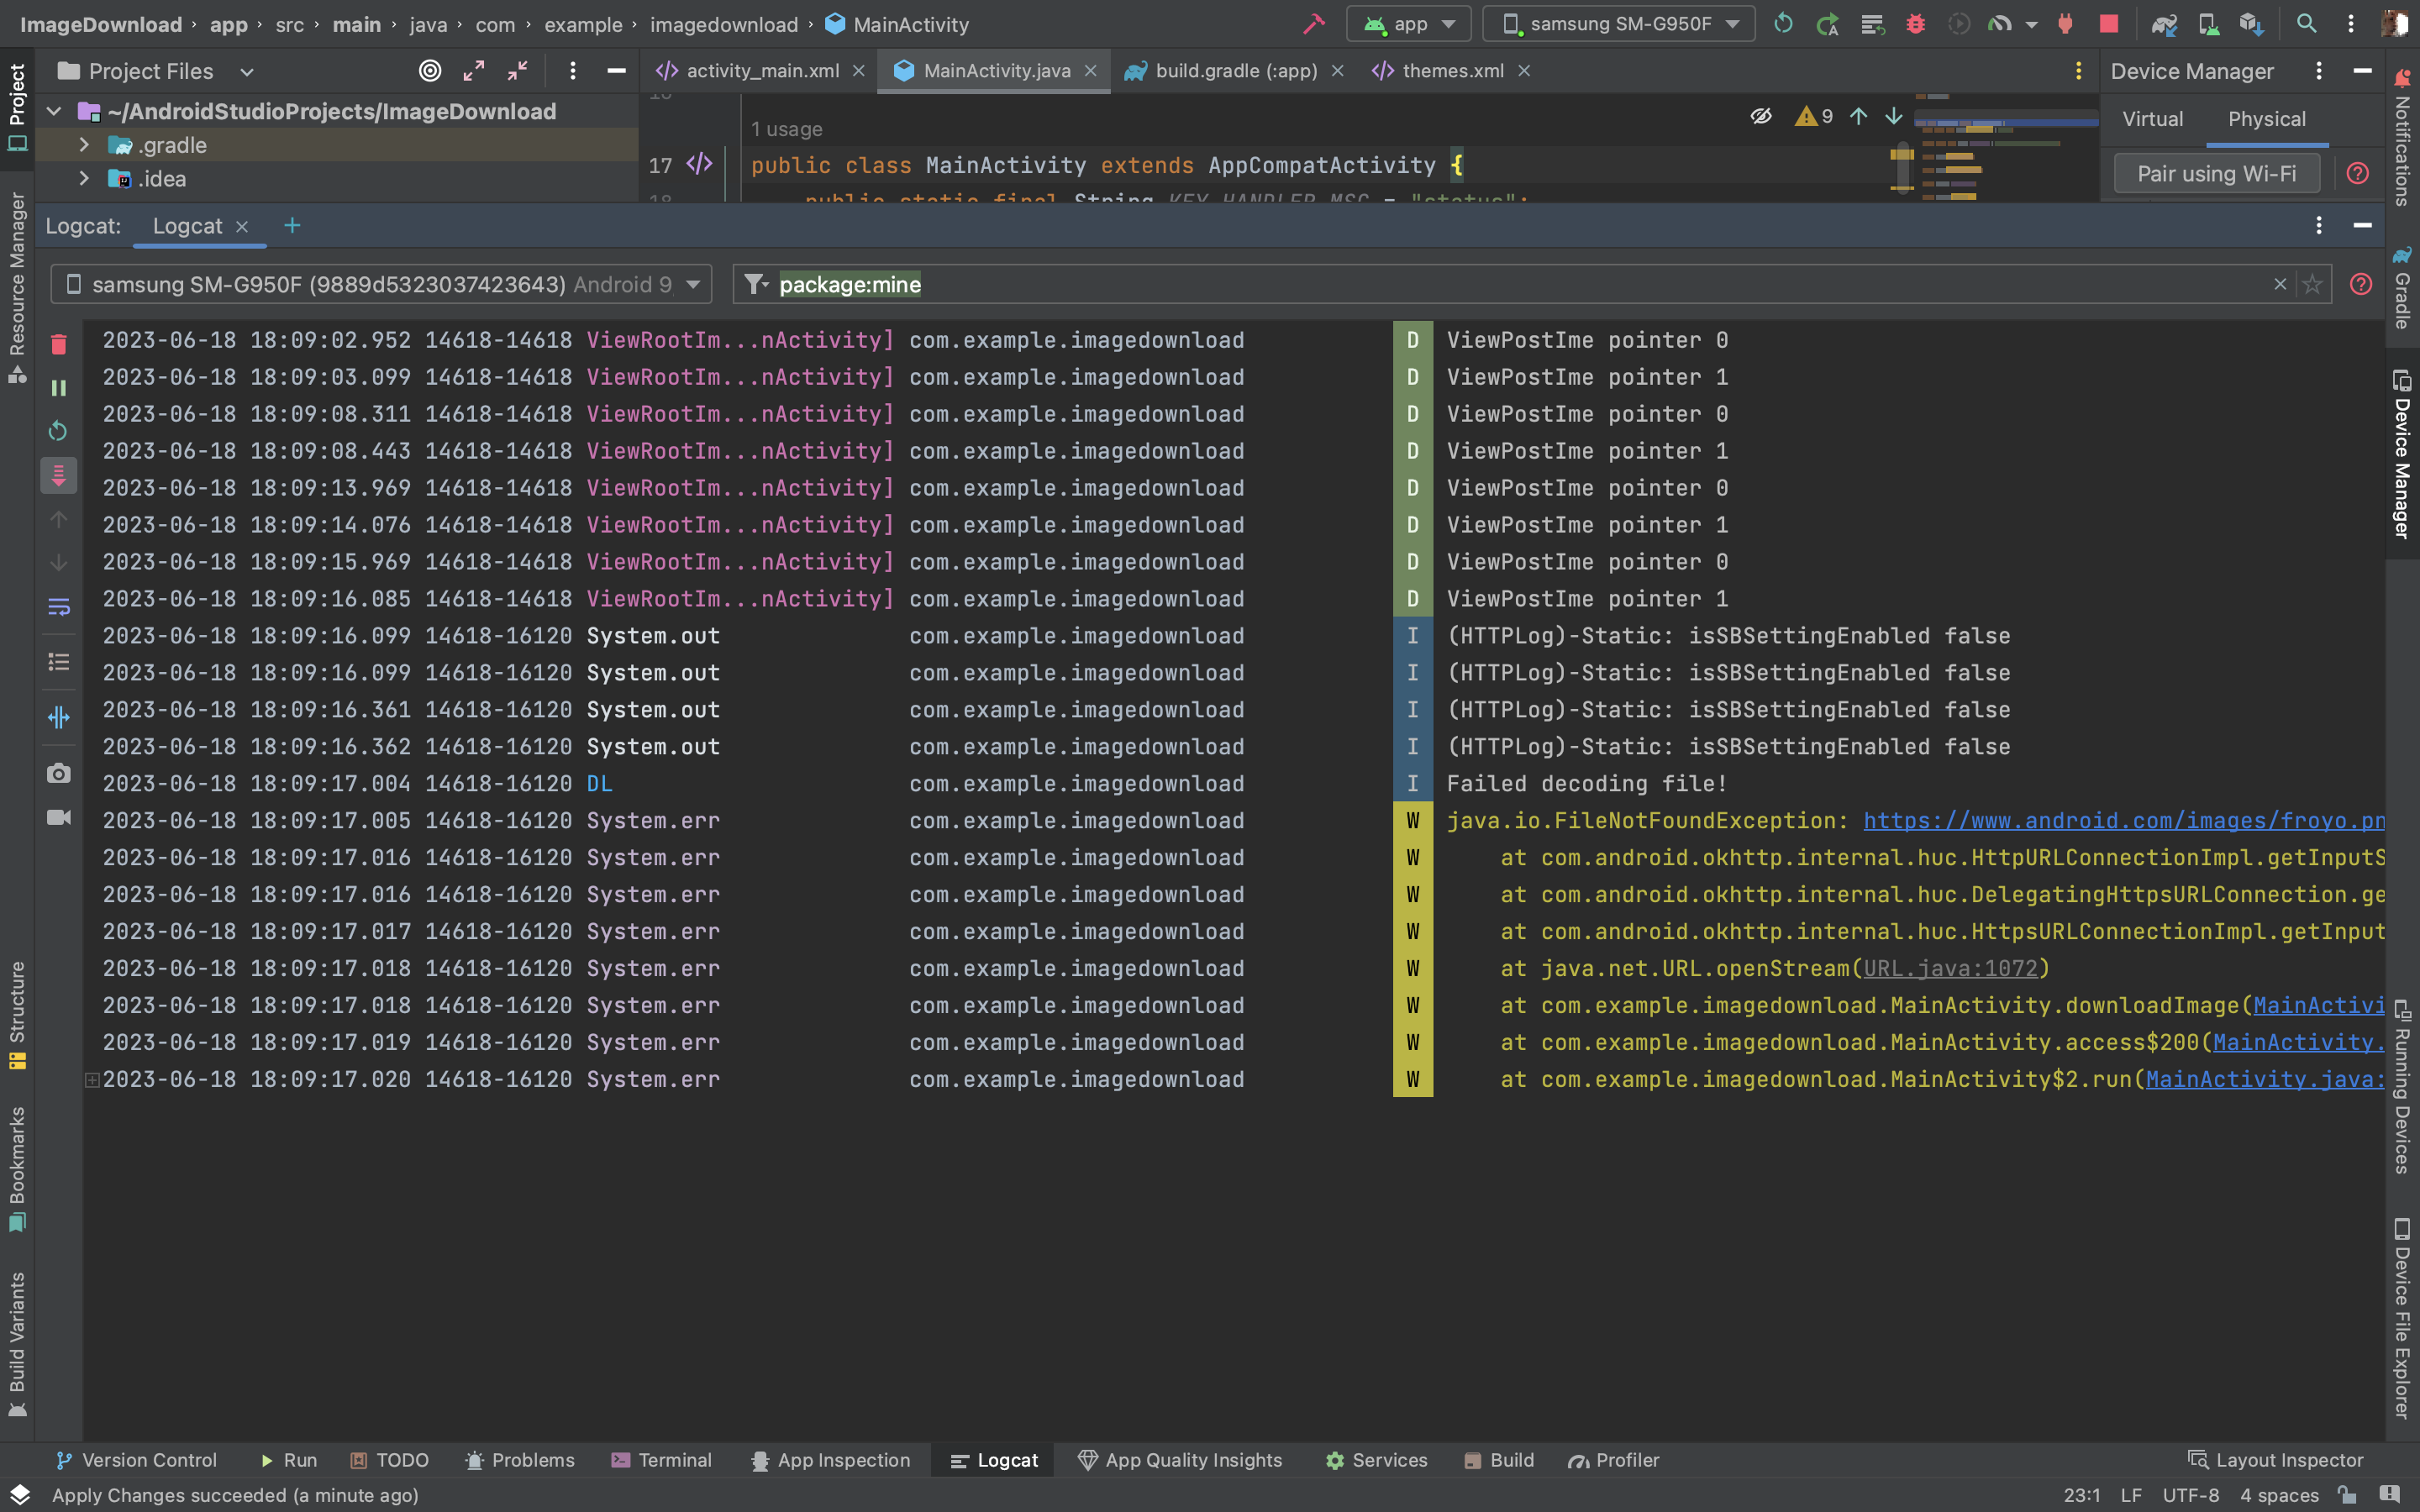 ImageDownload › app › src › main › java › com › example › imagedownload › MainActivity
app
samsung SM-G950F
Project Files
activity_main.xml
MainActivity.java
build.gradle (:app)
themes.xml
Device Manager
~/AndroidStudioProjects/ImageDownload
.gradle
.idea
1 usage
17 public class MainActivity extends AppCompatActivity {
18 public static final String KEY_HANDLER_MSG = "status";
9
Virtual
Physical
Pair using Wi-Fi
Logcat:
Logcat
samsung SM-G950F (9889d5323037423643) Android 9
package:mine
2023-06-18 18:09:02.952 14618-14618 ViewRootIm...nActivity] com.example.imagedownload D ViewPostIme pointer 0
2023-06-18 18:09:03.099 14618-14618 ViewRootIm...nActivity] com.example.imagedownload D ViewPostIme pointer 1
2023-06-18 18:09:08.311 14618-14618 ViewRootIm...nActivity] com.example.imagedownload D ViewPostIme pointer 0
2023-06-18 18:09:08.443 14618-14618 ViewRootIm...nActivity] com.example.imagedownload D ViewPostIme pointer 1
2023-06-18 18:09:13.969 14618-14618 ViewRootIm...nActivity] com.example.imagedownload D ViewPostIme pointer 0
2023-06-18 18:09:14.076 14618-14618 ViewRootIm...nActivity] com.example.imagedownload D ViewPostIme pointer 1
2023-06-18 18:09:15.969 14618-14618 ViewRootIm...nActivity] com.example.imagedownload D ViewPostIme pointer 0
2023-06-18 18:09:16.085 14618-14618 ViewRootIm...nActivity] com.example.imagedownload D ViewPostIme pointer 1
2023-06-18 18:09:16.099 14618-16120 System.out com.example.imagedownload I (HTTPLog)-Static: isSBSettingEnabled false
2023-06-18 18:09:16.099 14618-16120 System.out com.example.imagedownload I (HTTPLog)-Static: isSBSettingEnabled false
2023-06-18 18:09:16.361 14618-16120 System.out com.example.imagedownload I (HTTPLog)-Static: isSBSettingEnabled false
2023-06-18 18:09:16.362 14618-16120 System.out com.example.imagedownload I (HTTPLog)-Static: isSBSettingEnabled false
2023-06-18 18:09:17.004 14618-16120 DL com.example.imagedownload I Failed decoding file!
2023-06-18 18:09:17.005 14618-16120 System.err com.example.imagedownload W java.io.FileNotFoundException: https://www.android.com/images/froyo.pn
2023-06-18 18:09:17.016 14618-16120 System.err com.example.imagedownload W at com.android.okhttp.internal.huc.HttpURLConnectionImpl.getInputS
2023-06-18 18:09:17.016 14618-16120 System.err com.example.imagedownload W at com.android.okhttp.internal.huc.DelegatingHttpsURLConnection.ge
2023-06-18 18:09:17.017 14618-16120 System.err com.example.imagedownload W at com.android.okhttp.internal.huc.HttpsURLConnectionImpl.getInput
2023-06-18 18:09:17.018 14618-16120 System.err com.example.imagedownload W at java.net.URL.openStream(URL.java:1072)
2023-06-18 18:09:17.018 14618-16120 System.err com.example.imagedownload W at com.example.imagedownload.MainActivity.downloadImage(MainActivi
2023-06-18 18:09:17.019 14618-16120 System.err com.example.imagedownload W at com.example.imagedownload.MainActivity.access$200(MainActivity.
2023-06-18 18:09:17.020 14618-16120 System.err com.example.imagedownload W at com.example.imagedownload.MainActivity$2.run(MainActivity.java:
Project
Resource Manager
Structure
Bookmarks
Build Variants
Notifications
Gradle
Device Manager
Running Devices
Device File Explorer
Version Control
Run
TODO
Problems
Terminal
App Inspection
Logcat
App Quality Insights
Services
Build
Profiler
Layout Inspector
Apply Changes succeeded (a minute ago)
23:1 LF UTF-8 4 spaces